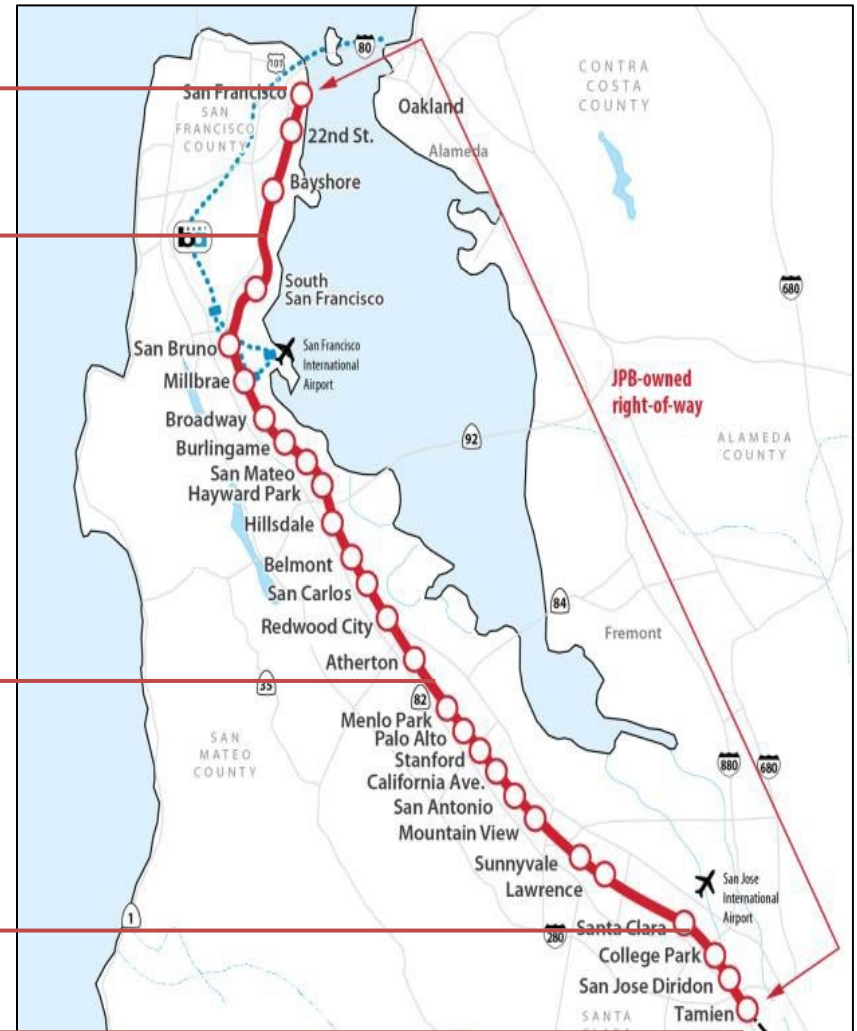 80
101
San Francisco
SAN
FRANCISCO
COUNTY
CONTRA
COSTA
COUNTY
Oakland
22nd St.
Alameda
Bayshore
ba
South
San Francisco
680
San Bruno
San Francisco
International
Airport
Millbrae
JPB-owned
right-of-way
Broadway
92
ALAMEDA
COUNTY
Burlingame
San Mateo
Hayward Park
Hillsdale
Belmont
San Carlos
84
Redwood City
Fremont
Atherton
35
82
Menlo Park
SAN
MATEO
COUNTY
Palo Alto
Stanford
880
680
California Ave.
San Antonio
Mountain View
Sunnyvale
Lawrence
San Jose
International
Airport
1
Santa Clara
280
College Park
San Jose Diridon
Tamien
SANTA